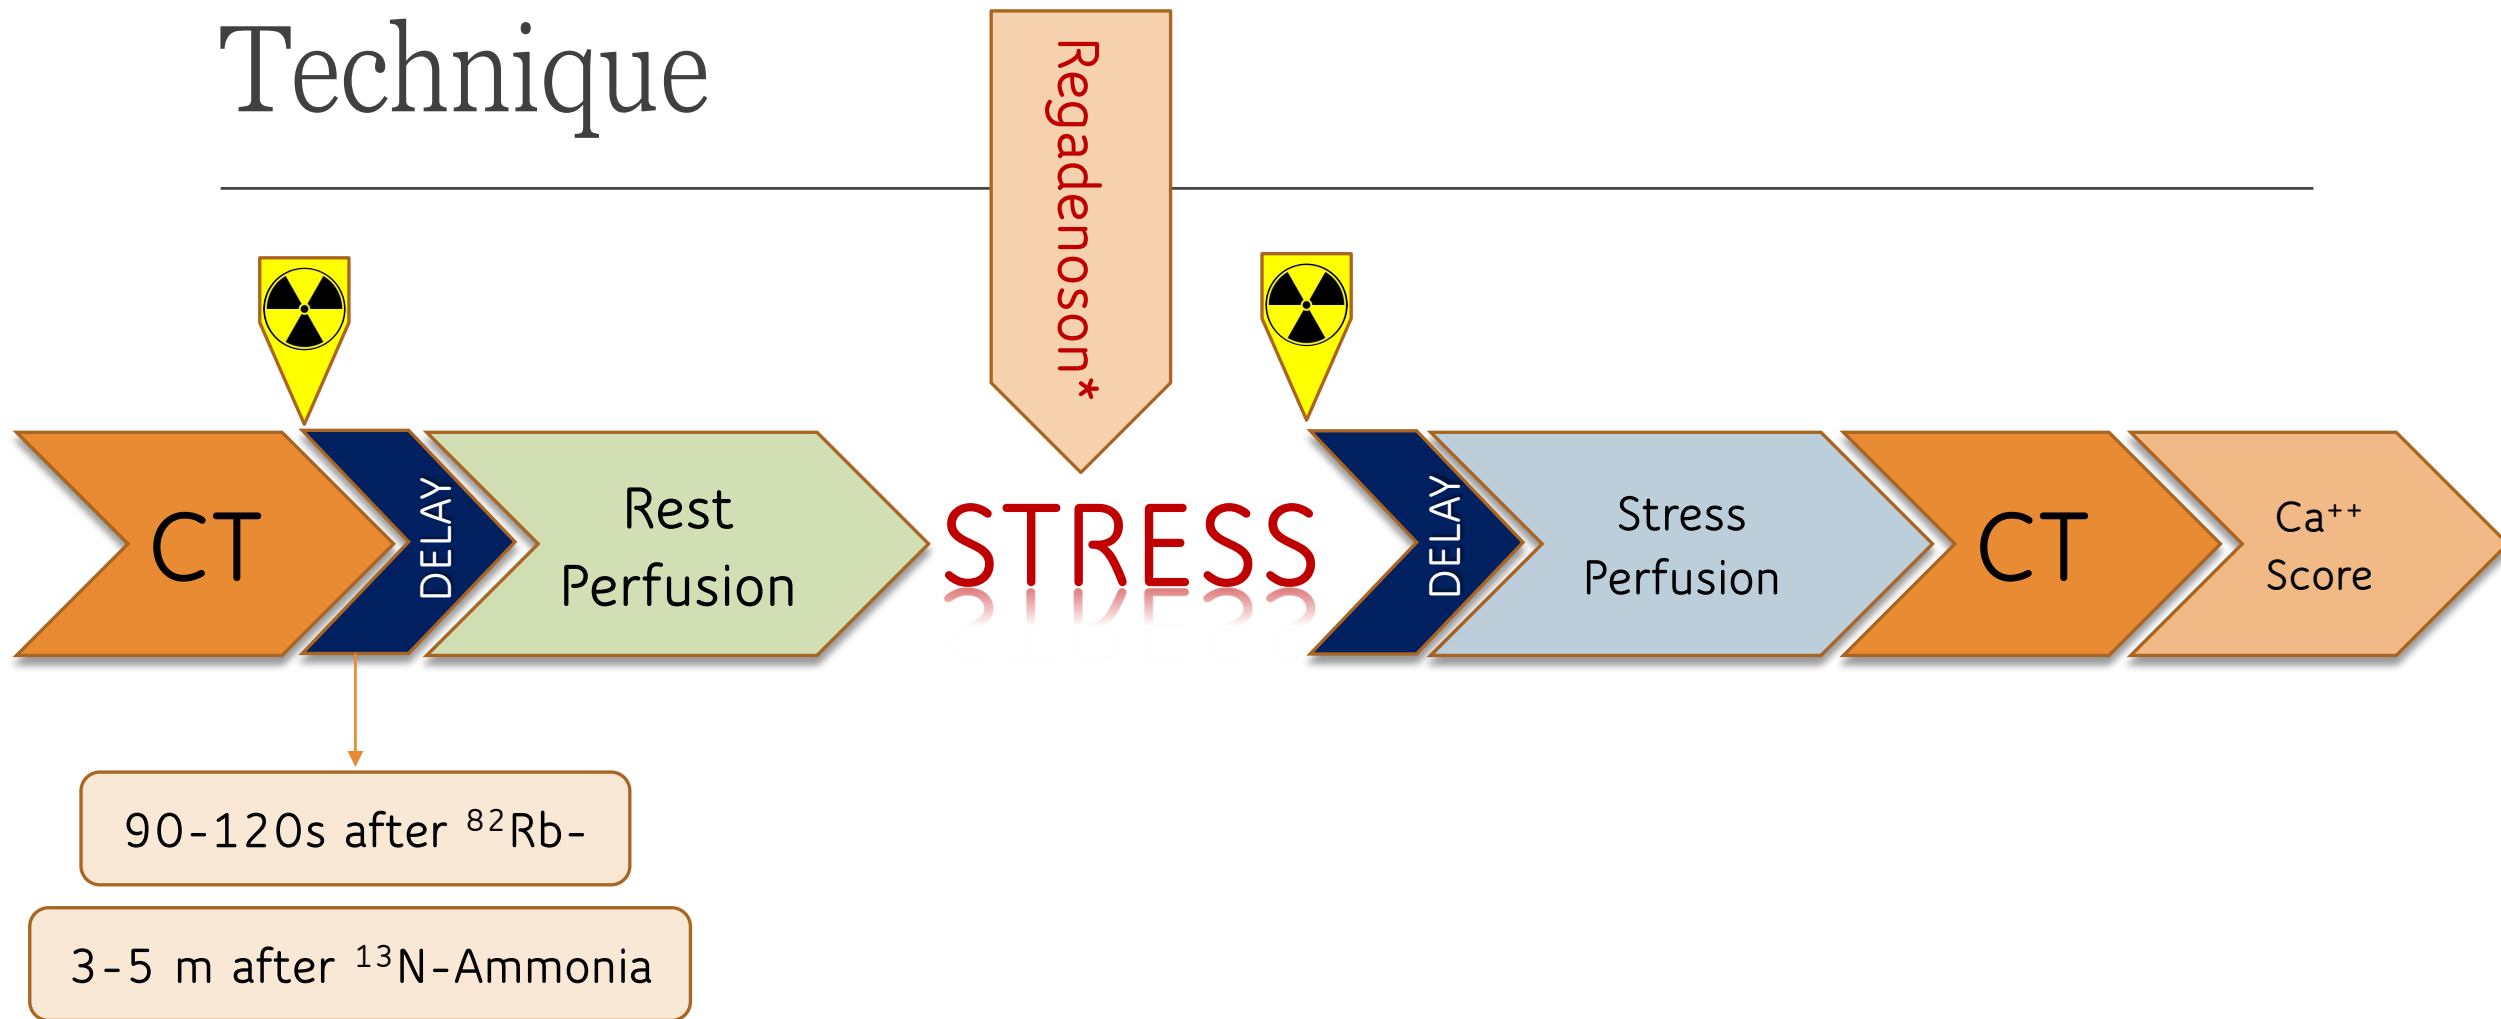 Technique
Regadenoson*
CT
DELAY
Rest
Perfusion
STRESS
DELAY
Stress
Perfusion
CT
Ca⁺⁺
Score
90-120s after ⁸²Rb-
3-5 m after ¹³N-Ammonia